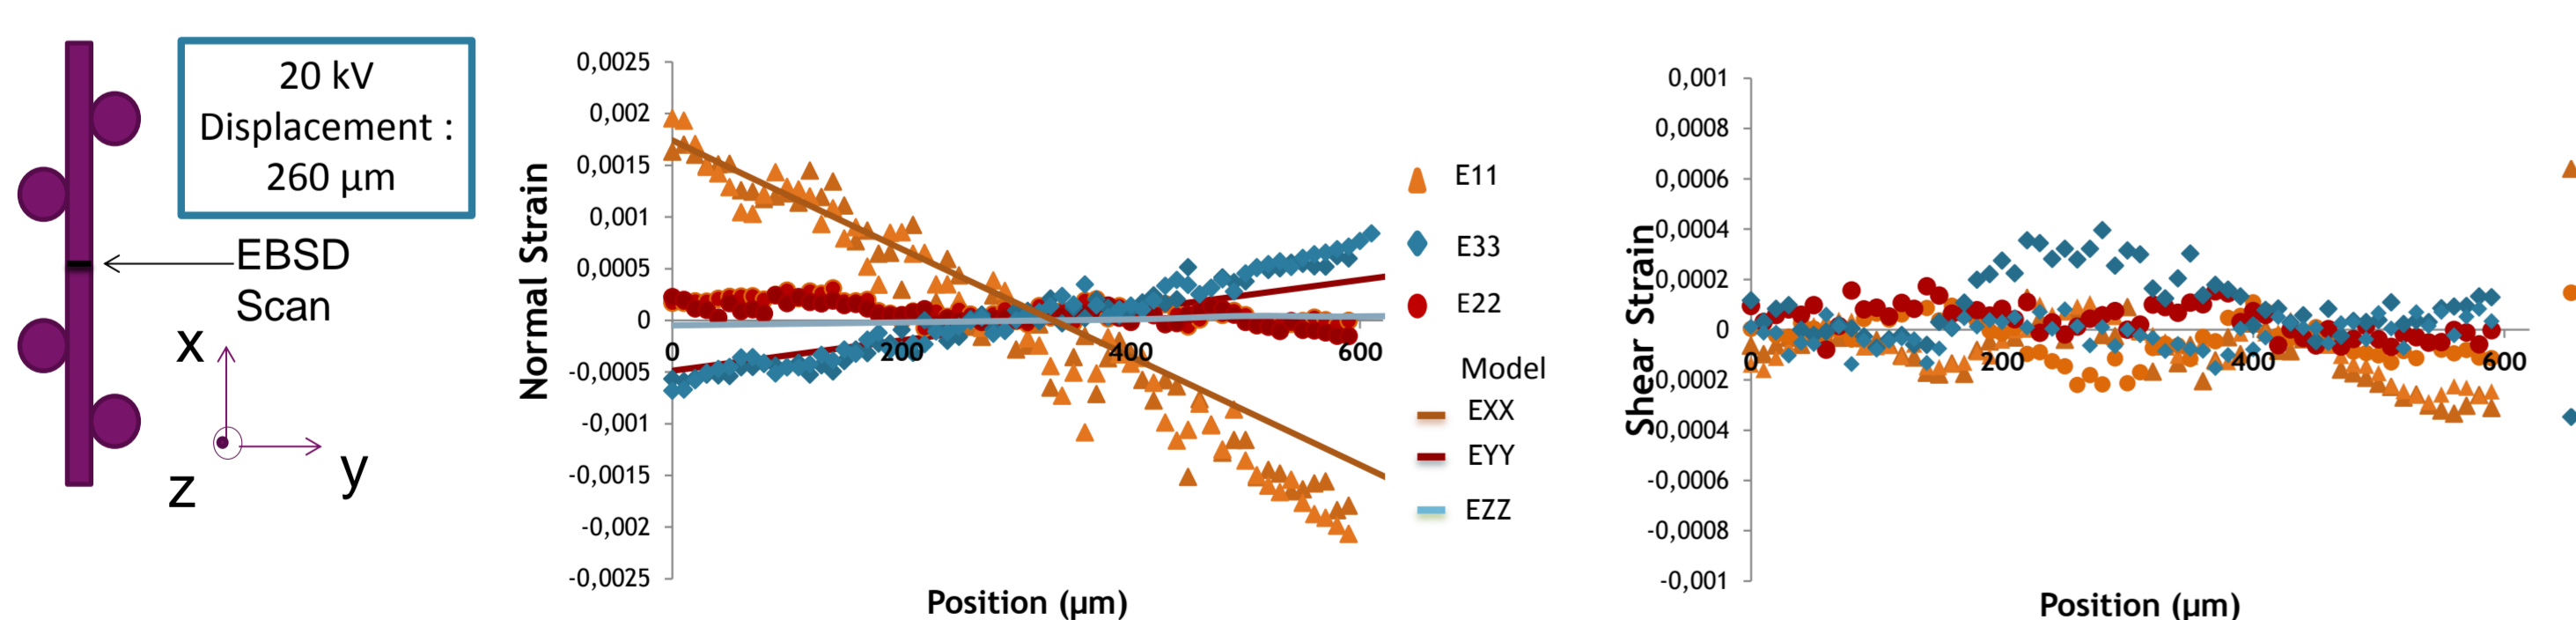 20 kV
Displacement :
260 µm
EBSD
Scan
x
y
z
Normal Strain
0,0025
0,002
0,0015
0,001
0,0005
0
-0,0005
-0,001
-0,0015
-0,002
-0,0025
0
200
400
600
Position (µm)
E11
E33
E22
Model
EXX
EYY
EZZ
Shear Strain
0,001
0,0008
0,0006
0,0004
0,0002
0
-0,0002
-0,0004
-0,0006
-0,0008
-0,001
0
200
400
600
Position (µm)